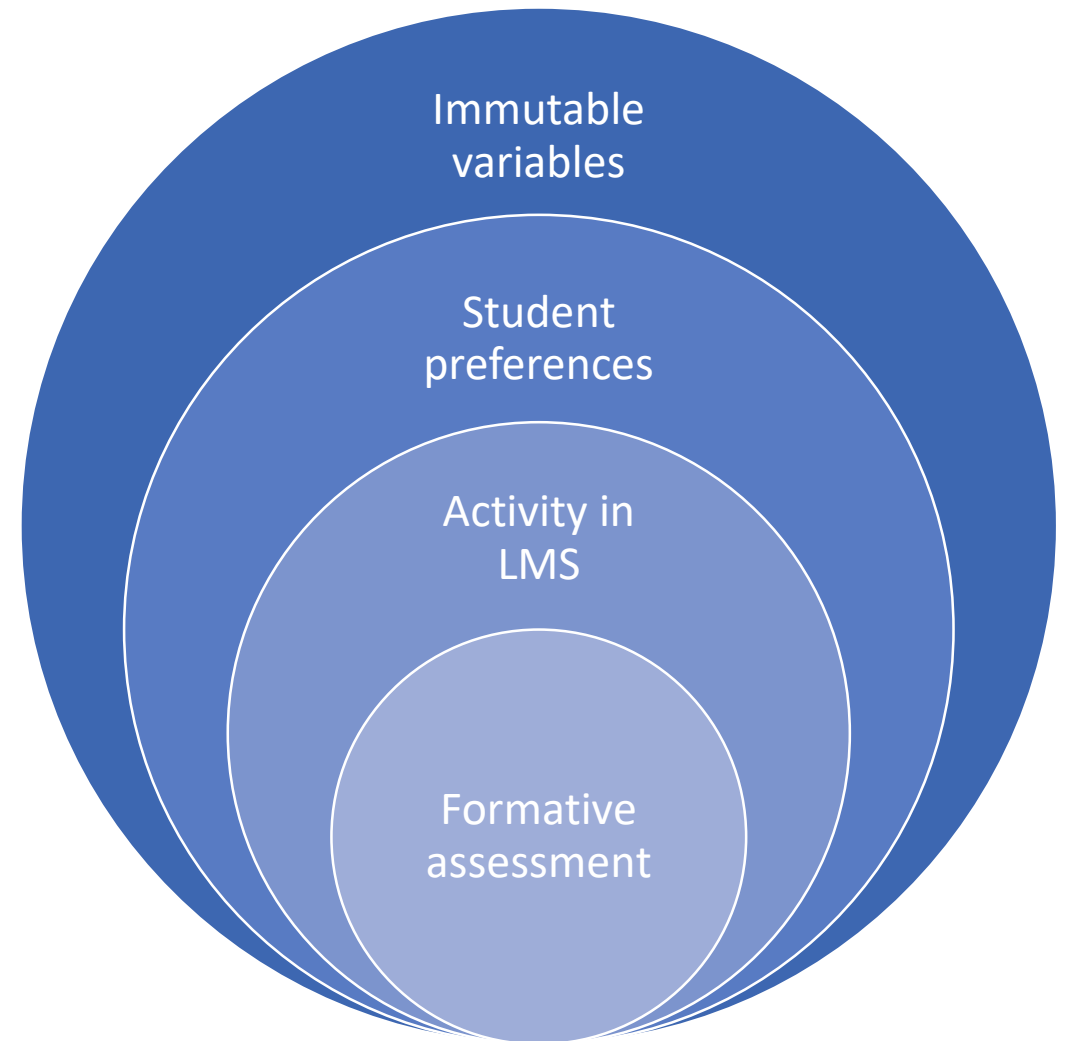 Immutable
variables
Student
preferences
Activity in
LMS
Formative
assessment